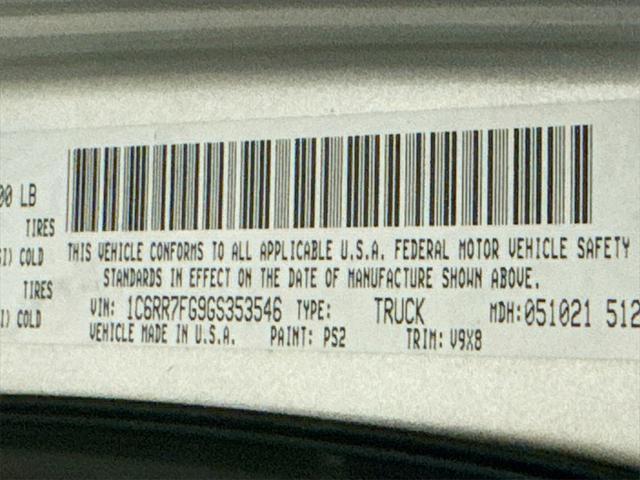 00 LB
TIRES
SI) COLD
TIRES
I) COLD
THIS VEHICLE CONFORMS TO ALL APPLICABLE U.S.A. FEDERAL MOTOR VEHICLE SAFETY
STANDARDS IN EFFECT ON THE DATE OF MANUFACTURE SHOWN ABOVE.
VIN: 1C6RR7FG9GS353546 TYPE: TRUCK MDH:051021 512
VEHICLE MADE IN U.S.A. PAINT: PS2 TRIM: V9X8